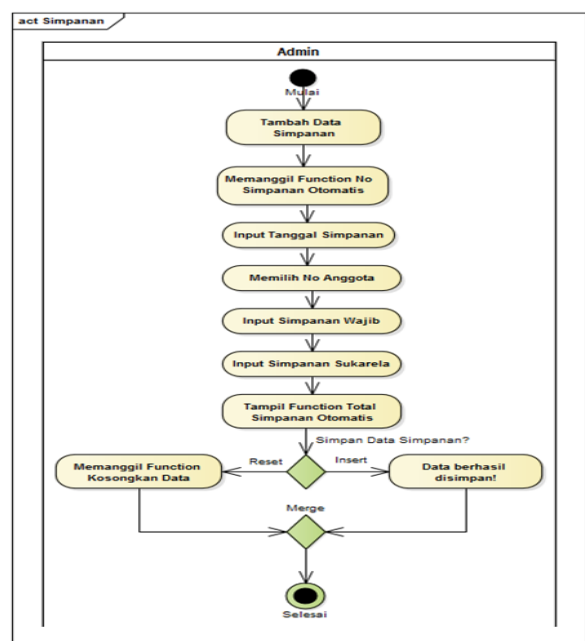 act Simpanan
Admin
Mulai
Tambah Data
Simpanan
Memanggil Function No
Simpanan Otomatis
Input Tanggal Simpanan
Memilih No Anggota
Input Simpanan Wajib
Input Simpanan Sukarela
Tampil Function Total
Simpanan Otomatis
Simpan Data Simpanan?
Reset
Insert
Memanggil Function
Kosongkan Data
Data berhasil
disimpan!
Merge
Selesai